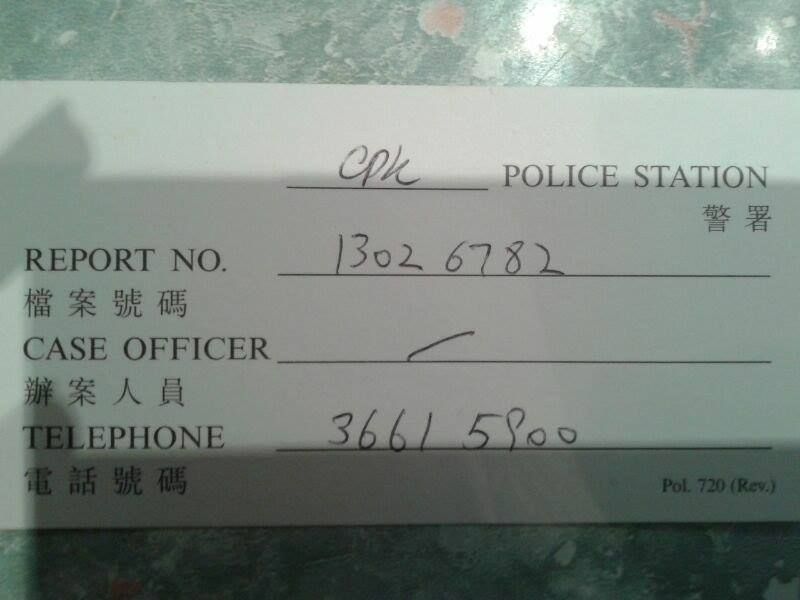 CPK POLICE STATION
警署
REPORT NO. 1302 6782
檔案號碼
CASE OFFICER /
辦案人員
TELEPHONE 3661 5900
電話號碼
Pol. 720 (Rev.)